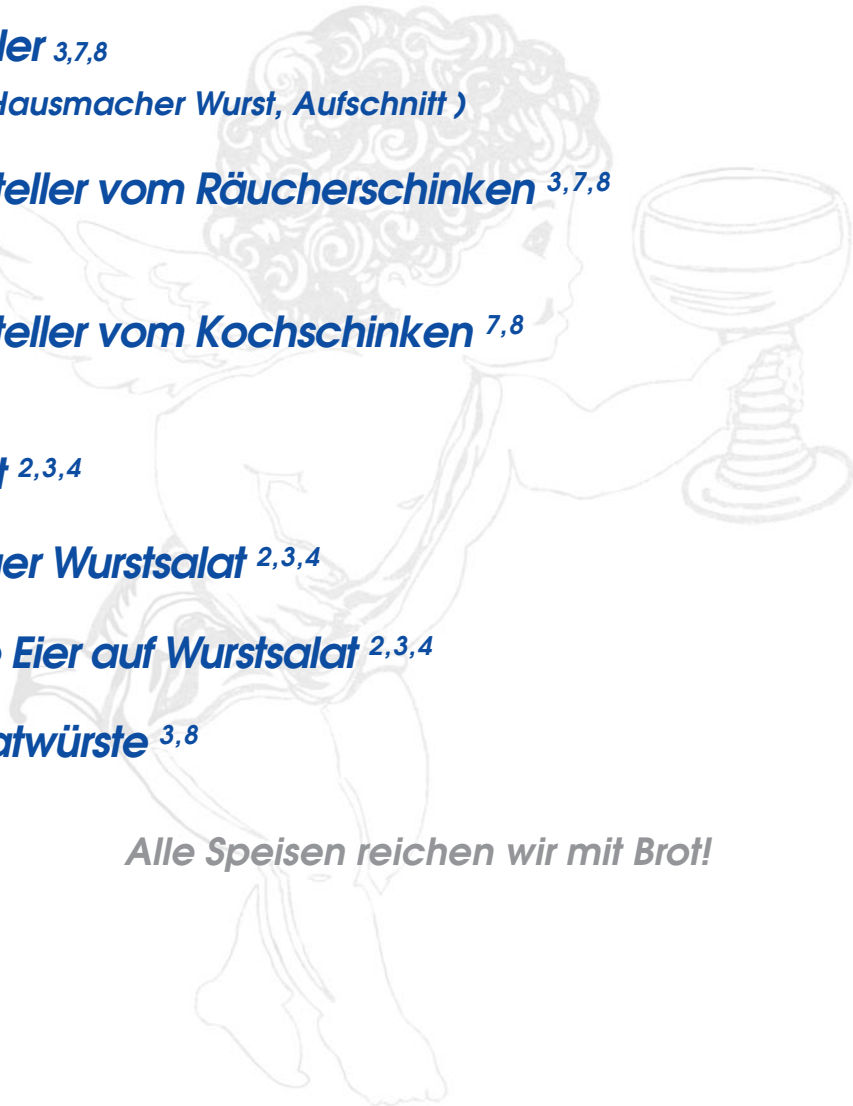 ler 3,7,8
Hausmacher Wurst, Aufschnitt )
teller vom Räucherschinken 3,7,8
teller vom Kochschinken 7,8
t 2,3,4
er Wurstsalat 2,3,4
Eier auf Wurstsalat 2,3,4
atwürste 3,8
Alle Speisen reichen wir mit Brot!